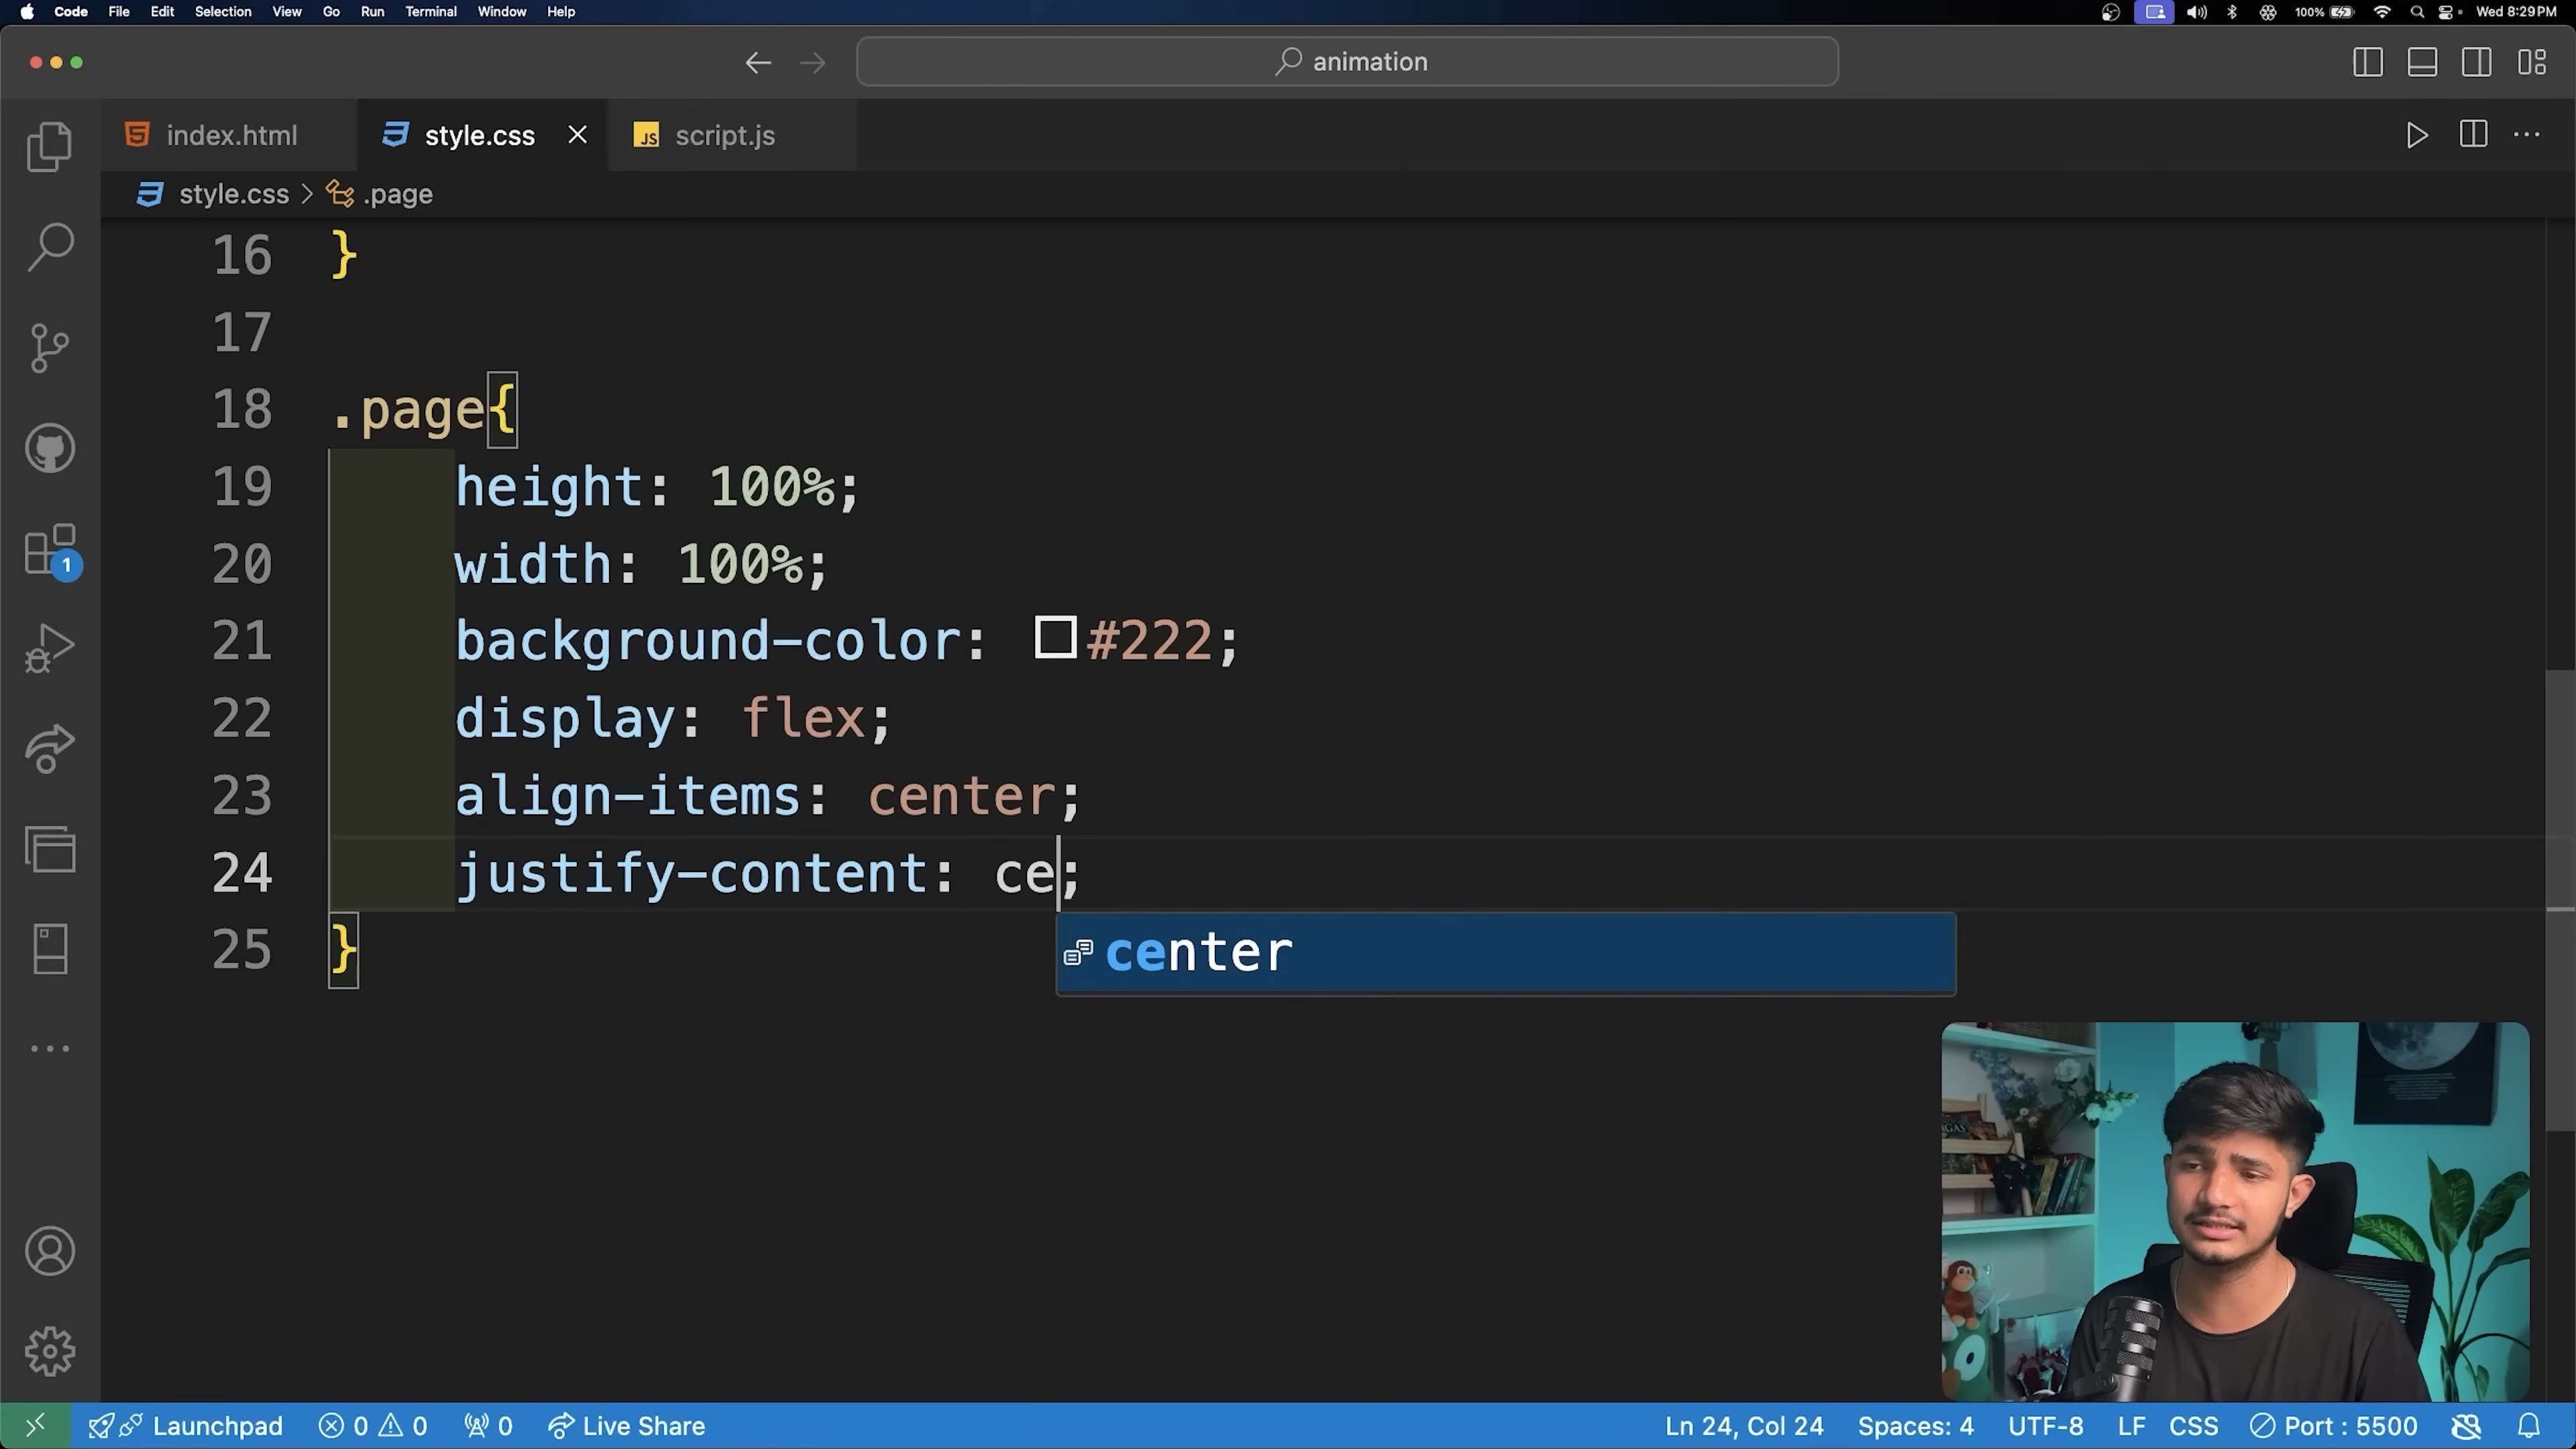 Code File Edit Selection View Go Run Terminal Window Help 100% Wed 8:29 PM
animation
index.html style.css JS script.js
style.css > .page
16 }
17
18 .page{
19 height: 100%;
20 width: 100%;
21 background-color: #222;
22 display: flex;
23 align-items: center;
24 justify-content: ce;
25 }
center
1
Launchpad 0 0 0 Live Share Ln 24, Col 24 Spaces: 4 UTF-8 LF CSS Port : 5500